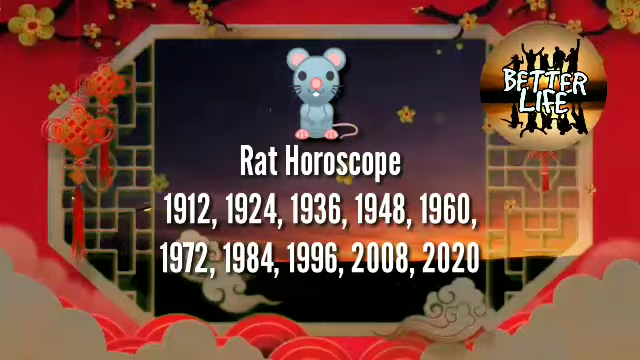 BETTER
LIFE
Rat Horoscope
1912, 1924, 1936, 1948, 1960,
1972, 1984, 1996, 2008, 2020